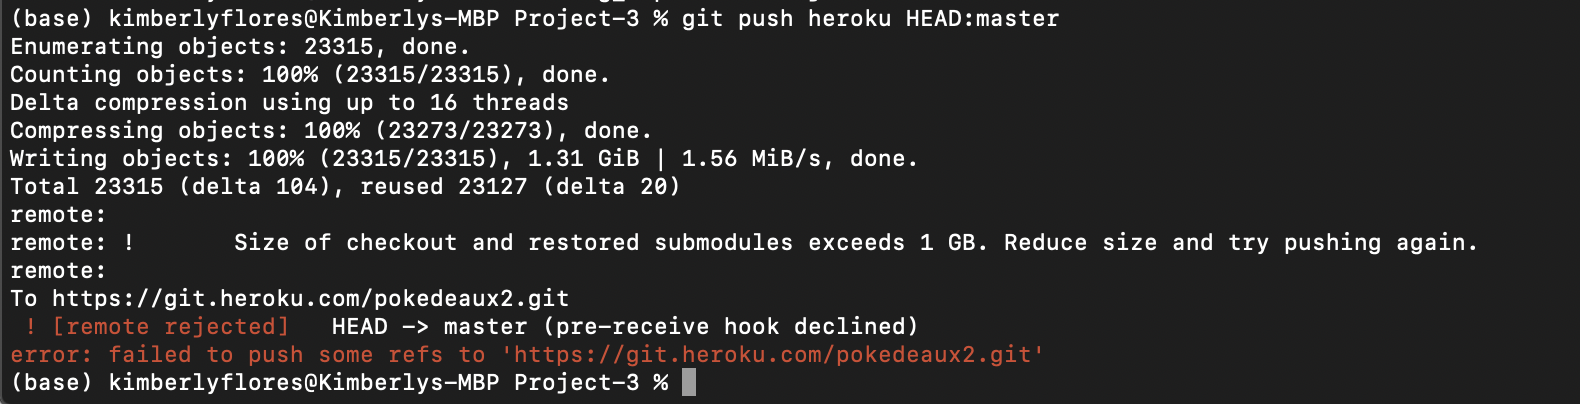 (base) kimberlyflores@Kimberlys-MBP Project-3 % git push heroku HEAD:master
Enumerating objects: 23315, done.
Counting objects: 100% (23315/23315), done.
Delta compression using up to 16 threads
Compressing objects: 100% (23273/23273), done.
Writing objects: 100% (23315/23315), 1.31 GiB | 1.56 MiB/s, done.
Total 23315 (delta 104), reused 23127 (delta 20)
remote:
remote: !       Size of checkout and restored submodules exceeds 1 GB. Reduce size and try pushing again.
remote:
To https://git.heroku.com/pokedeaux2.git
 ! [remote rejected]   HEAD -> master (pre-receive hook declined)
error: failed to push some refs to 'https://git.heroku.com/pokedeaux2.git'
(base) kimberlyflores@Kimberlys-MBP Project-3 %